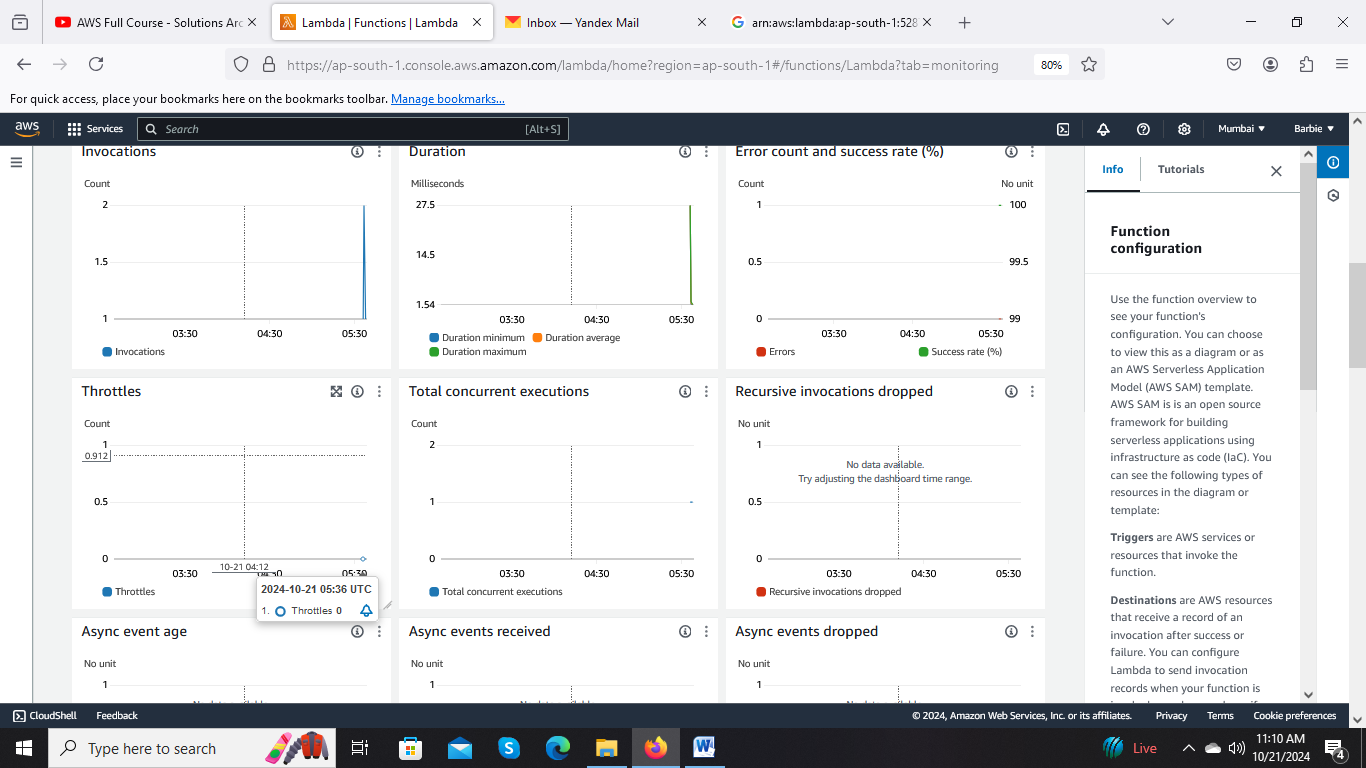 AWS Full Course - Solutions Arc
Lambda | Functions | Lambda
Inbox — Yandex Mail
arn:aws:lambda:ap-south-1:528
https://ap-south-1.console.aws.amazon.com/lambda/home?region=ap-south-1#/functions/Lambda?tab=monitoring
80%
For quick access, place your bookmarks here on the bookmarks toolbar. Manage bookmarks...
aws
Services
Search
[Alt+S]
Mumbai
Barbie
Invocations
Count
2
1.5
1
03:30
04:30
05:30
Invocations
Duration
Milliseconds
27.5
14.5
1.54
03:30
04:30
05:30
Duration minimum
Duration average
Duration maximum
Error count and success rate (%)
Count
No unit
1
100
0.5
99.5
0
99
03:30
04:30
05:30
Errors
Success rate (%)
Throttles
Count
1
0.912
0.5
0
10-21 04:12
03:30
05:30
Throttles
2024-10-21 05:36 UTC
1. Throttles 0
Total concurrent executions
Count
2
1
0
03:30
04:30
05:30
Total concurrent executions
Recursive invocations dropped
No unit
1
No data available.
Try adjusting the dashboard time range.
0.5
0
03:30
04:30
05:30
Recursive invocations dropped
Async event age
No unit
1
Async events received
No unit
1
Async events dropped
No unit
1
Info
Tutorials
Function
configuration
Use the function overview to
see your function's
configuration. You can choose
to view this as a diagram or as
an AWS Serverless Application
Model (AWS SAM) template.
AWS SAM is is an open source
framework for building
serverless applications using
infrastructure as code (IaC). You
can see the following types of
resources in the diagram or
template:
Triggers are AWS services or
resources that invoke the
function.
Destinations are AWS resources
that receive a record of an
invocation after success or
failure. You can configure
Lambda to send invocation
records when your function is
CloudShell
Feedback
© 2024, Amazon Web Services, Inc. or its affiliates.
Privacy
Terms
Cookie preferences
Type here to search
Live
11:10 AM
10/21/2024
4